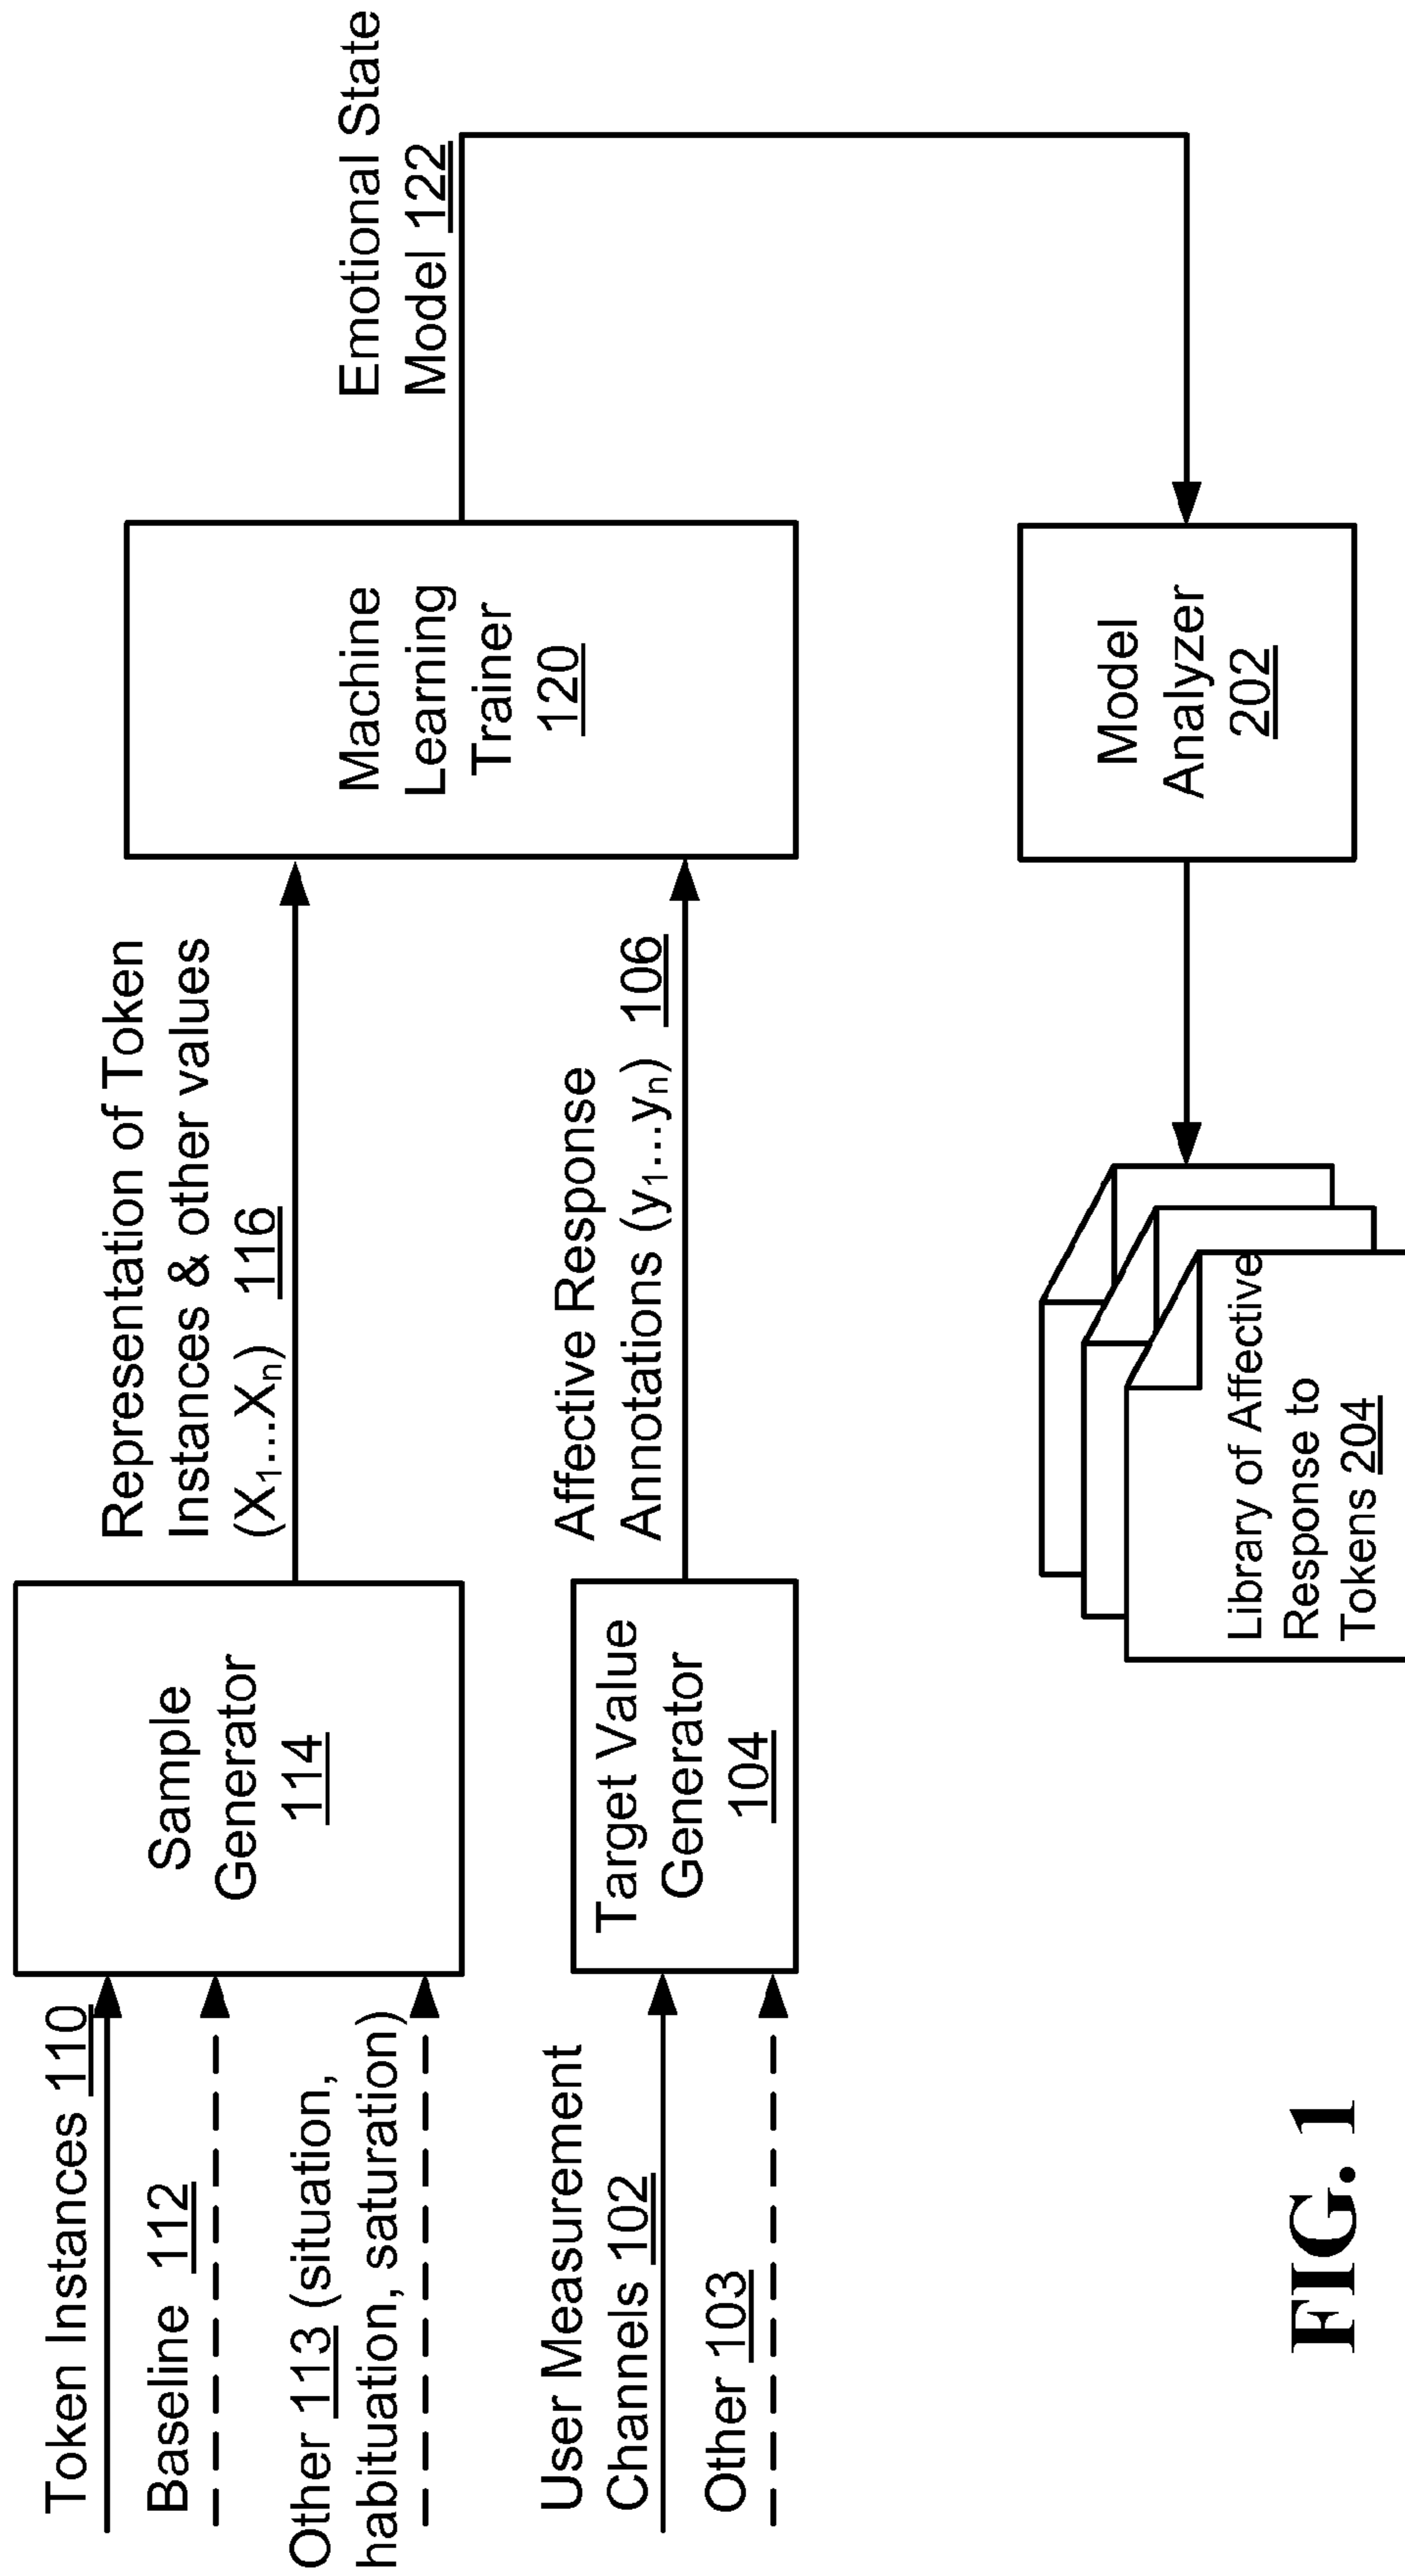 Token Instances 110
Baseline 112
Other 113 (situation,
habituation, saturation)
Sample
Generator
114
Representation of Token
Instances & other values
(X₁...Xₙ) 116
User Measurement
Channels 102
Other 103
Target Value
Generator
104
Affective Response
Annotations (y₁...yₙ) 106
Machine
Learning
Trainer
120
Emotional State
Model 122
Model
Analyzer
202
Library of Affective
Response to
Tokens 204
FIG. 1